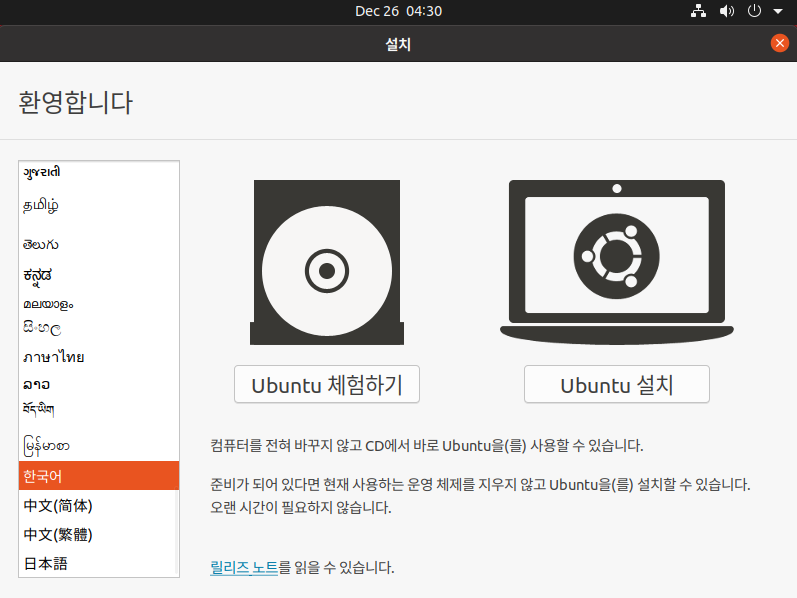 Dec 26 04:30
설치
환영합니다
ગુજરાતી
தமிழ்
తెలుగు
ಕನ್ನಡ
മലയാളം
සිංහල
ภาษาไทย
ລາວ
བོད་ཡིག
မြန်မာစာ
한국어
中文(简体)
中文(繁體)
日本語
Ubuntu 체험하기
Ubuntu 설치
컴퓨터를 전혀 바꾸지 않고 CD에서 바로 Ubuntu을(를) 사용할 수 있습니다.
준비가 되어 있다면 현재 사용하는 운영 체제를 지우지 않고 Ubuntu을(를) 설치할 수 있습니다.
오랜 시간이 필요하지 않습니다.
릴리즈 노트를 읽을 수 있습니다.